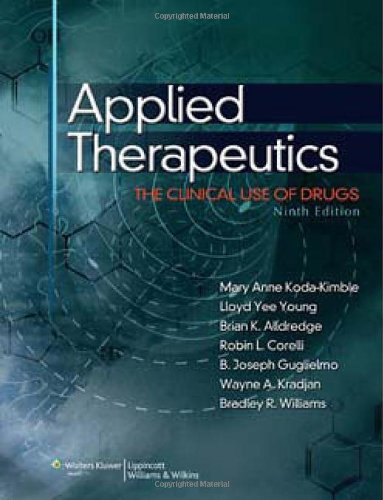 Copyrighted Material
Applied
Therapeutics
THE CLINICAL USE OF DRUGS
Ninth Edition
Mary Anne Koda-Kimble
Lloyd Yee Young
Brian K. Alldredge
Robin L. Corelli
B. Joseph Guglielmo
Wayne A. Kradjan
Bradley R. Williams
Wolters Kluwer
Lippincott
Williams & Wilkins
Copyrighted Material